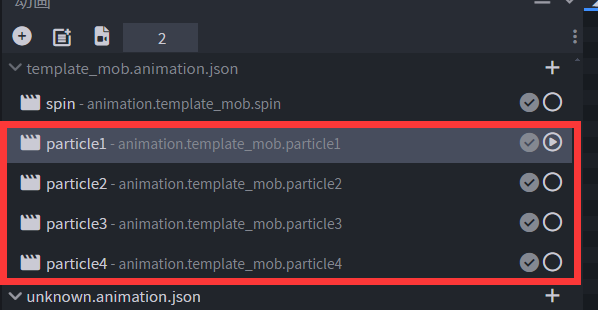 动画
2
template_mob.animation.json
spin - animation.template_mob.spin
particle1 - animation.template_mob.particle1
particle2 - animation.template_mob.particle2
particle3 - animation.template_mob.particle3
particle4 - animation.template_mob.particle4
unknown.animation.json